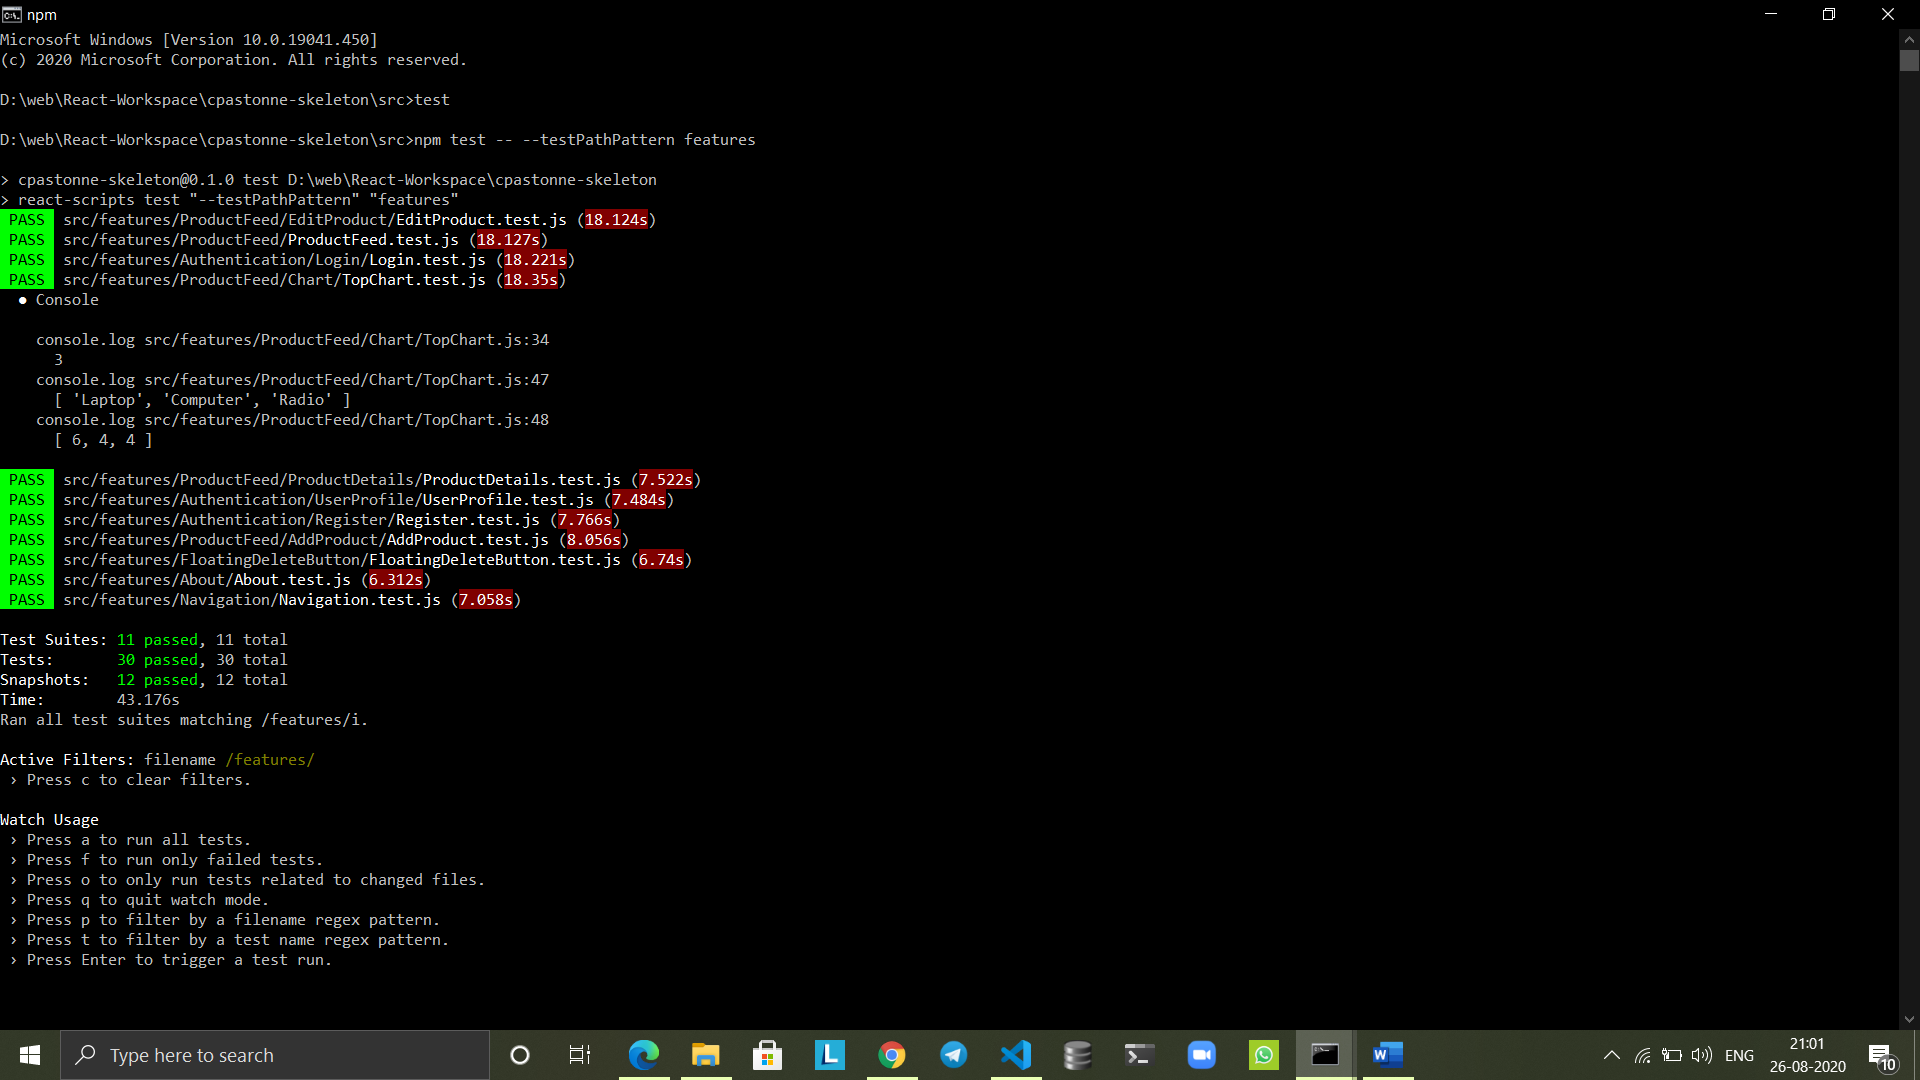 npm
Microsoft Windows [Version 10.0.19041.450]
(c) 2020 Microsoft Corporation. All rights reserved.
D:\web\React-Workspace\cpastonne-skeleton\src>test
D:\web\React-Workspace\cpastonne-skeleton\src>npm test -- --testPathPattern features
> cpastonne-skeleton@0.1.0 test D:\web\React-Workspace\cpastonne-skeleton
> react-scripts test "--testPathPattern" "features"
PASS src/features/ProductFeed/EditProduct/EditProduct.test.js (18.124s)
PASS src/features/ProductFeed/ProductFeed.test.js (18.127s)
PASS src/features/Authentication/Login/Login.test.js (18.221s)
PASS src/features/ProductFeed/Chart/TopChart.test.js (18.35s)
● Console
console.log src/features/ProductFeed/Chart/TopChart.js:34
3
console.log src/features/ProductFeed/Chart/TopChart.js:47
[ 'Laptop', 'Computer', 'Radio' ]
console.log src/features/ProductFeed/Chart/TopChart.js:48
[ 6, 4, 4 ]
PASS src/features/ProductFeed/ProductDetails/ProductDetails.test.js (7.522s)
PASS src/features/Authentication/UserProfile/UserProfile.test.js (7.484s)
PASS src/features/Authentication/Register/Register.test.js (7.766s)
PASS src/features/ProductFeed/AddProduct/AddProduct.test.js (8.056s)
PASS src/features/FloatingDeleteButton/FloatingDeleteButton.test.js (6.74s)
PASS src/features/About/About.test.js (6.312s)
PASS src/features/Navigation/Navigation.test.js (7.058s)
Test Suites: 11 passed, 11 total
Tests: 30 passed, 30 total
Snapshots: 12 passed, 12 total
Time: 43.176s
Ran all test suites matching /features/i.
Active Filters: filename /features/
› Press c to clear filters.
Watch Usage
› Press a to run all tests.
› Press f to run only failed tests.
› Press o to only run tests related to changed files.
› Press q to quit watch mode.
› Press p to filter by a filename regex pattern.
› Press t to filter by a test name regex pattern.
› Press Enter to trigger a test run.
Type here to search
ENG
21:01
26-08-2020
10